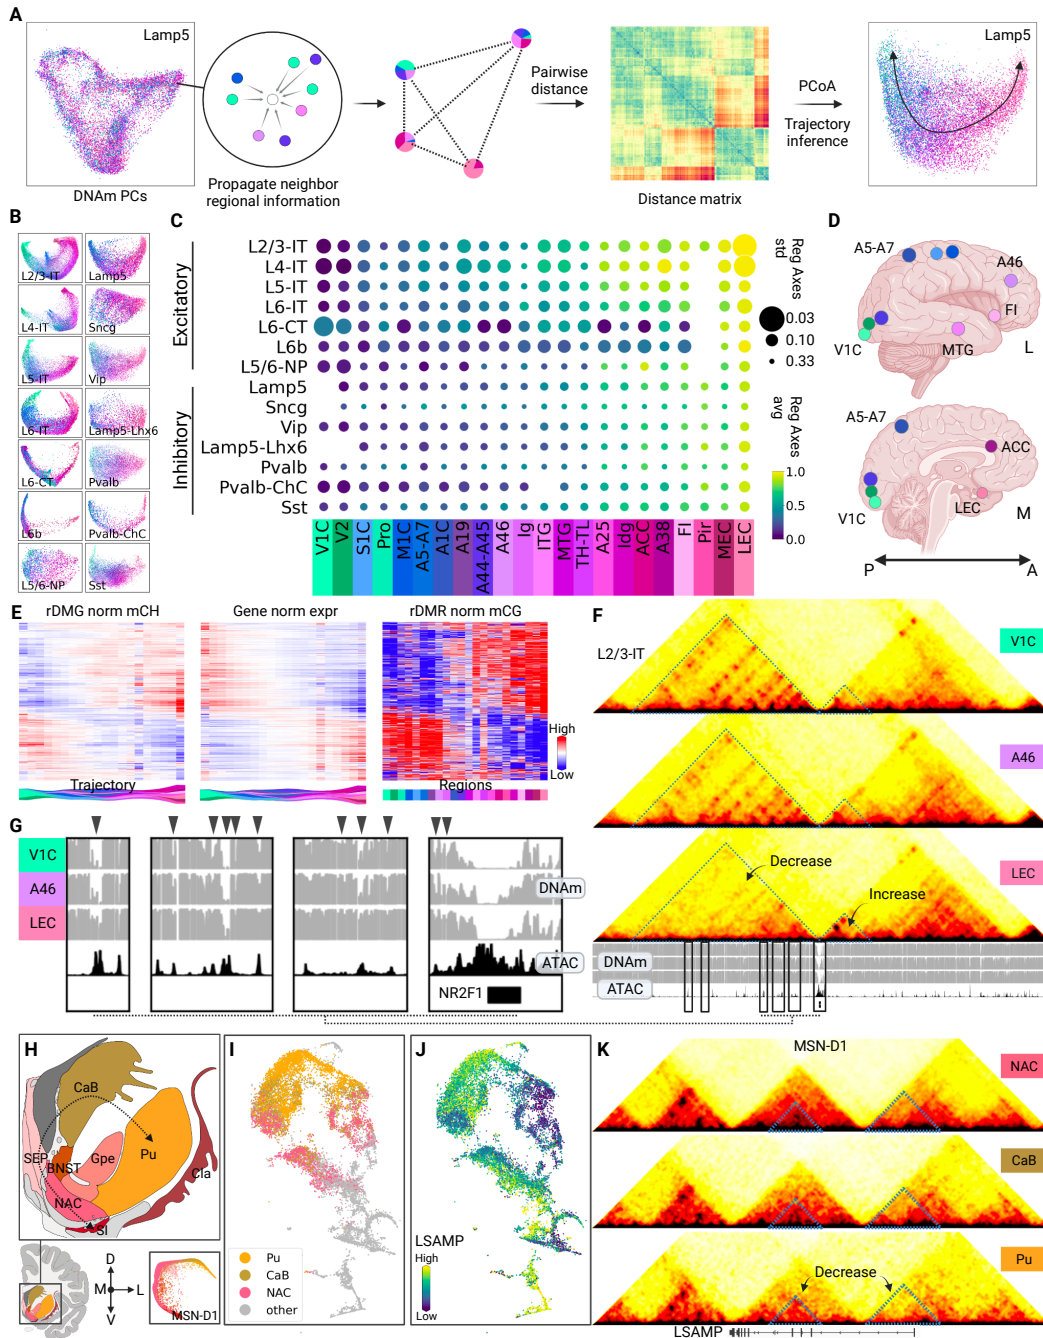 A
Lamp5
DNAm PCs
Propagate neighbor
regional information
Pairwise
distance
Distance matrix
PCoA
Trajectory
inference
Lamp5
B
L2/3-IT
Lamp5
L4-IT
Sncg
L5-IT
Vip
L6-IT
Lamp5-Lhx6
L6-CT
Pvalb
L6b
Pvalb-ChC
L5/6-NP
Sst
C
Excitatory
Inhibitory
L2/3-IT
L4-IT
L5-IT
L6-IT
L6-CT
L6b
L5/6-NP
Lamp5
Sncg
Vip
Lamp5-Lhx6
Pvalb
Pvalb-ChC
Sst
V1C
V2
S1C
Pro
M1C
A5-A7
A1C
A19
A44-A45
A46
Ig
ITG
MTG
TH-TL
A25
Idg
ACC
A38
FI
Pir
MEC
LEC
Reg Axes
std
0.03
0.10
0.33
Reg Axes
avg
1.0
0.5
0.0
D
A5-A7
A46
FI
V1C
MTG
L
A5-A7
ACC
V1C
LEC
M
P
A
E
rDMG norm mCH
Gene norm expr
rDMR norm mCG
High
Low
Trajectory
Regions
F
L2/3-IT
V1C
A46
LEC
Decrease
Increase
DNAm
ATAC
G
V1C
A46
LEC
DNAm
ATAC
NR2F1
H
CaB
SEP
BNST
Gpe
Pu
Cla
NAC
SI
D
M
L
V
MSN-D1
I
Pu
CaB
NAC
other
J
LSAMP
High
Low
K
MSN-D1
NAC
CaB
Pu
Decrease
LSAMP